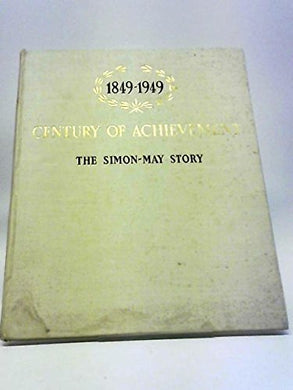 1849-1949
CENTURY OF ACHIEVEMENT
THE SIMON-MAY STORY